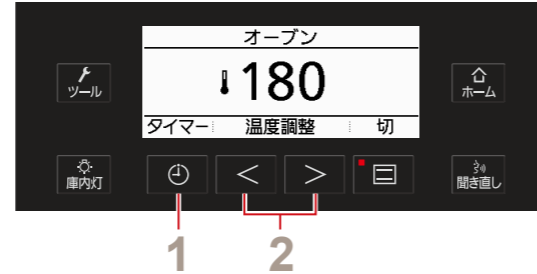 オーブン
180
タイマー 温度調整 切
ツール
ホーム
庫内灯
聞き直し
< >
1 2